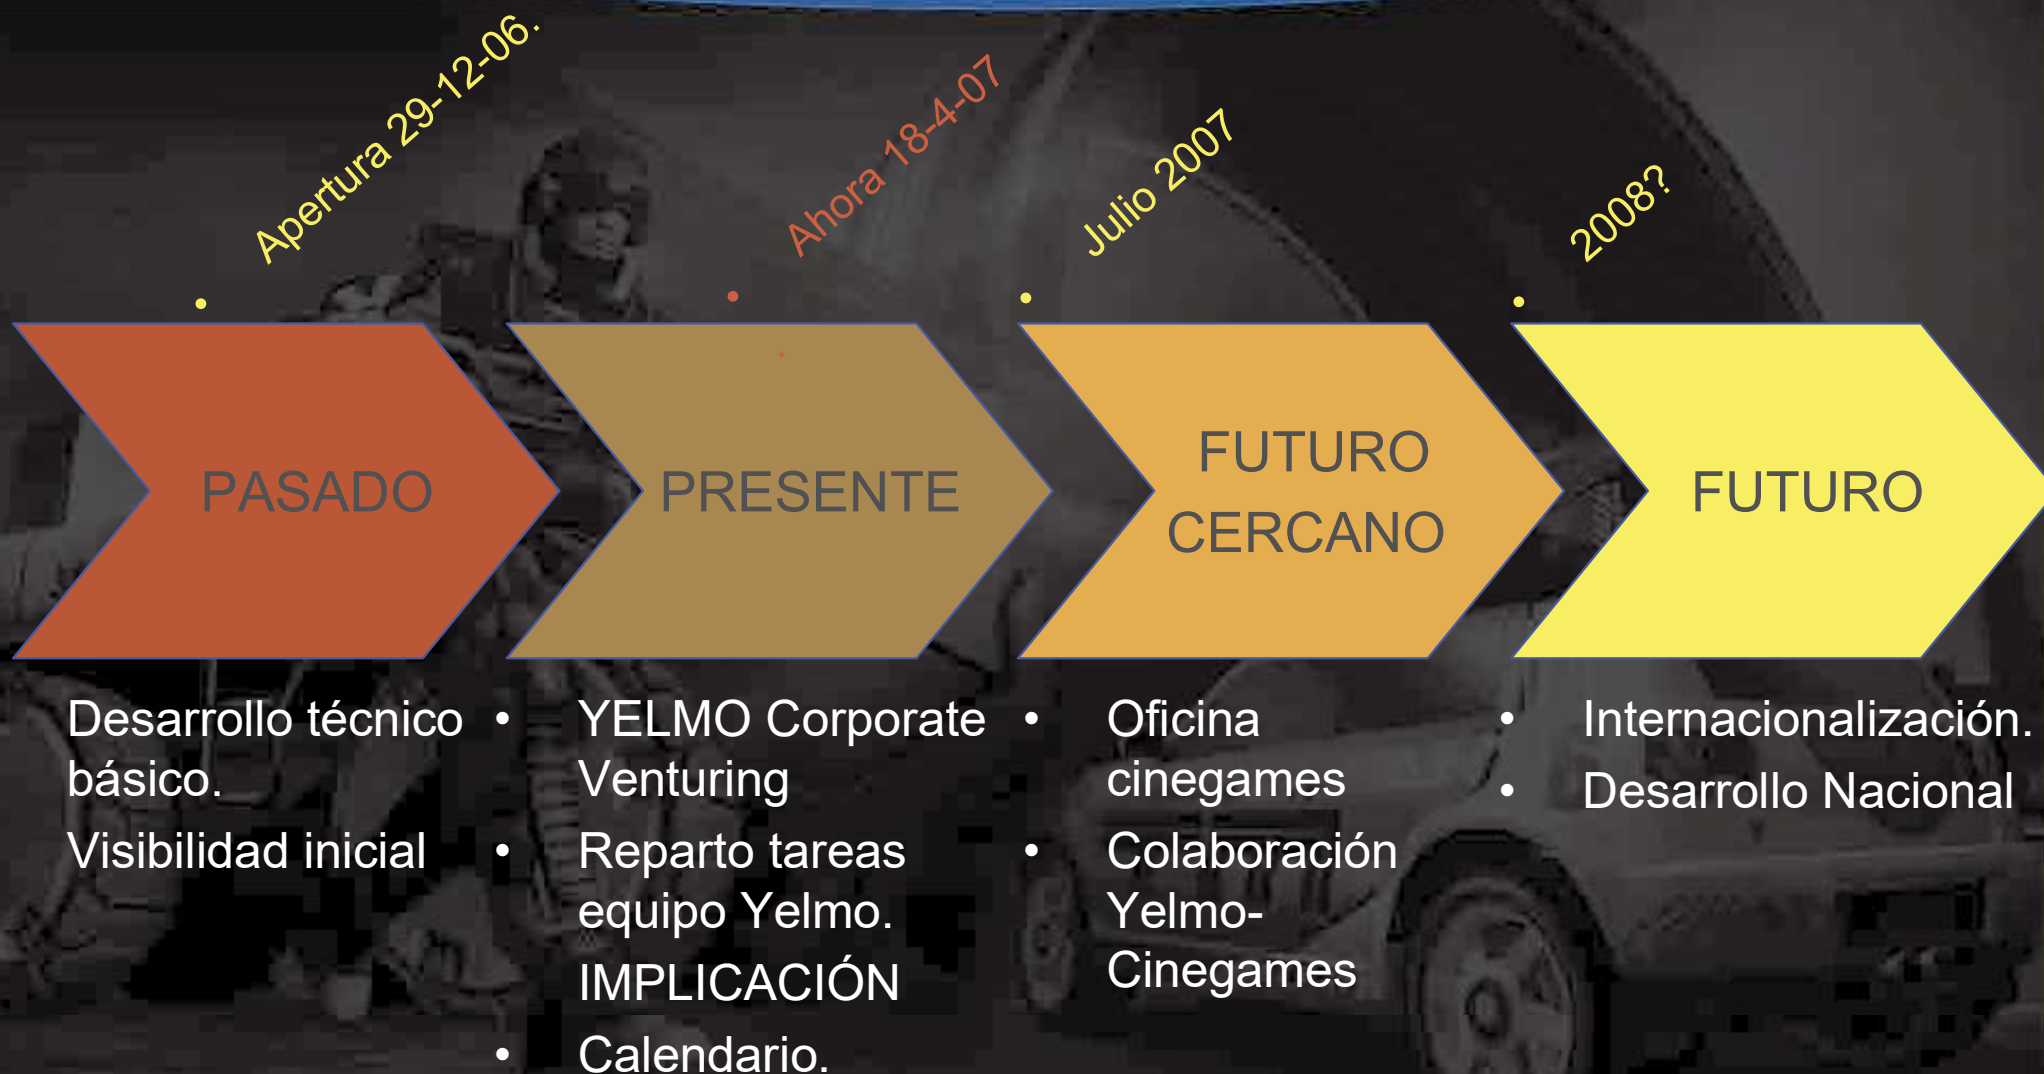 Apertura 29-12-06.
Ahora 18-4-07
Julio 2007
2008?
PASADO
PRESENTE
FUTURO
CERCANO
FUTURO
Desarrollo técnico
básico.
Visibilidad inicial
• YELMO Corporate
Venturing
• Reparto tareas
equipo Yelmo.
IMPLICACIÓN
• Calendario.
• Oficina
cinegames
• Colaboración
Yelmo-
Cinegames
• Internacionalización.
• Desarrollo Nacional